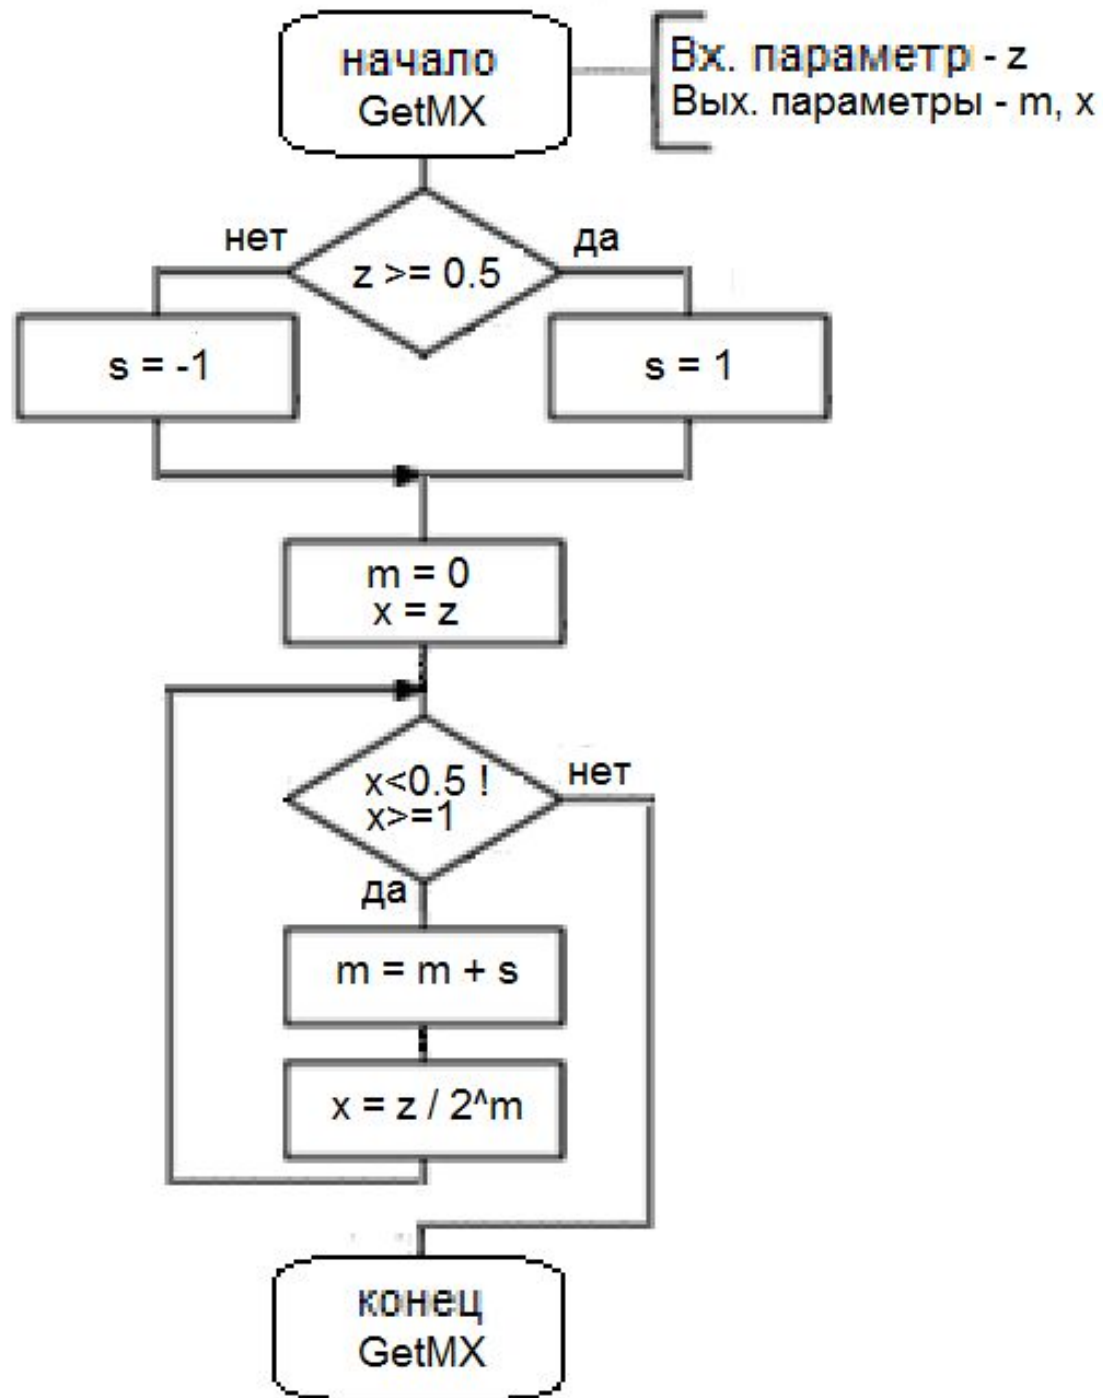 начало
GetMX
Вх. параметр - z
Вых. параметры - m, x
нет
да
z >= 0.5
s = -1
s = 1
m = 0
x = z
x<0.5 !
x>=1
нет
да
m = m + s
x = z / 2^m
конец
GetMX